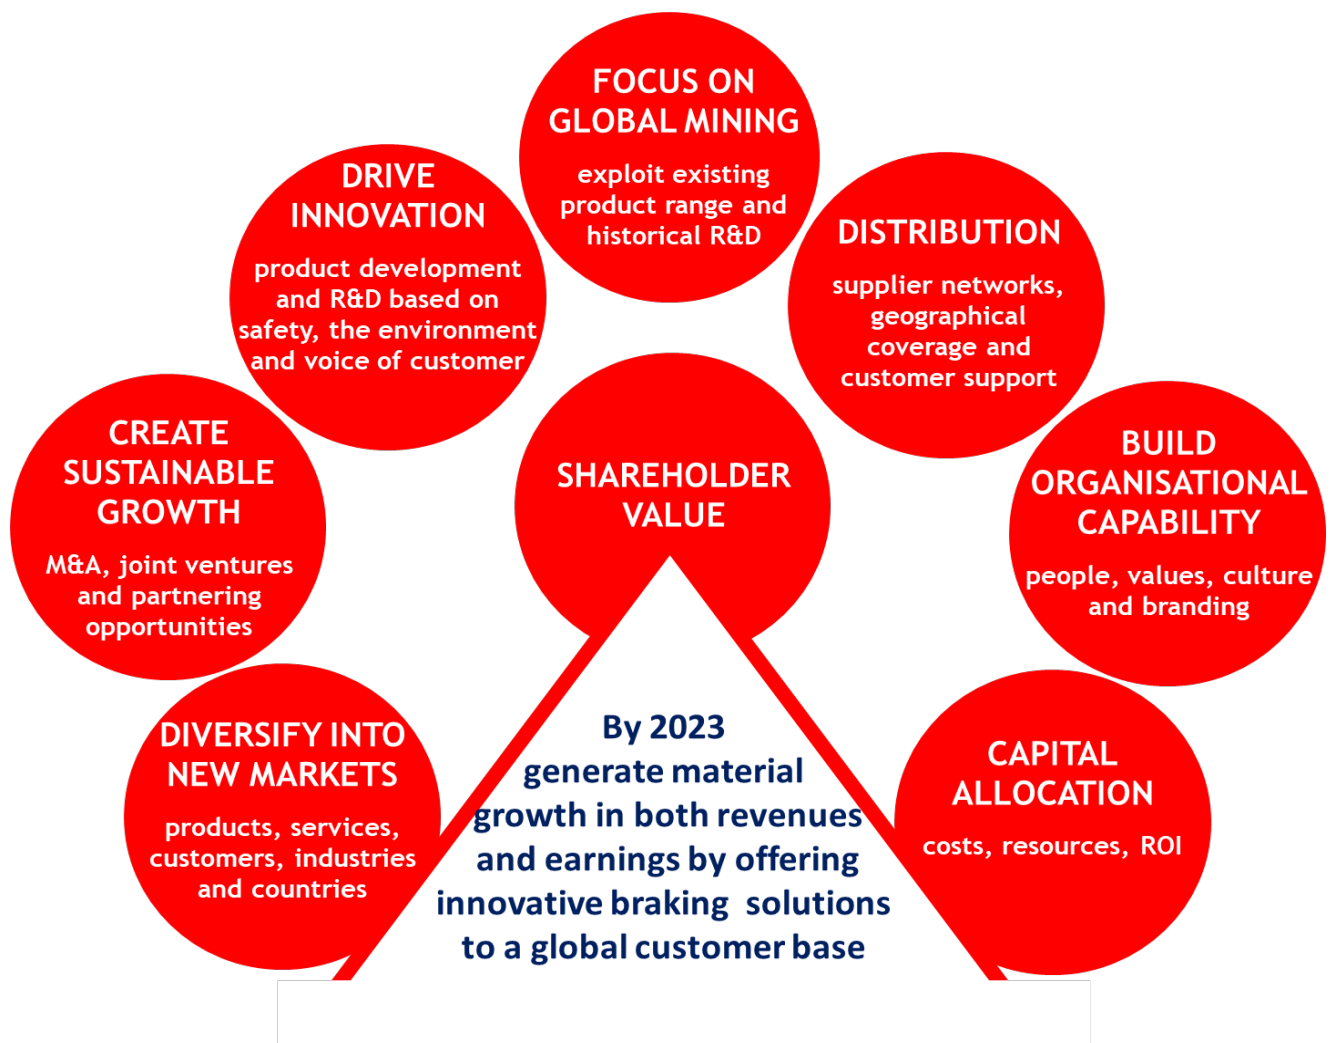 FOCUS ON
GLOBAL MINING
exploit existing
product range and
historical R&D
DRIVE
INNOVATION
product development
and R&D based on
safety, the environment
and voice of customer
DISTRIBUTION
supplier networks,
geographical
coverage and
customer support
CREATE
SUSTAINABLE
GROWTH
M&A, joint ventures
and partnering
opportunities
SHAREHOLDER
VALUE
BUILD
ORGANISATIONAL
CAPABILITY
people, values, culture
and branding
DIVERSIFY INTO
NEW MARKETS
products, services,
customers, industries
and countries
By 2023
generate material
growth in both revenues
and earnings by offering
innovative braking solutions
to a global customer base
CAPITAL
ALLOCATION
costs, resources, ROI